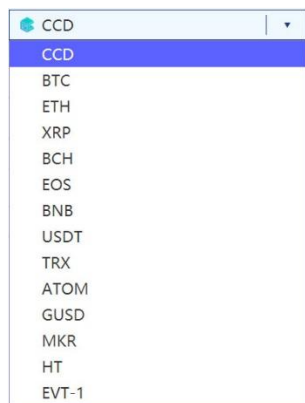 CCD
CCD
BTC
ETH
XRP
BCH
EOS
BNB
USDT
TRX
ATOM
GUSD
MKR
HT
EVT-1